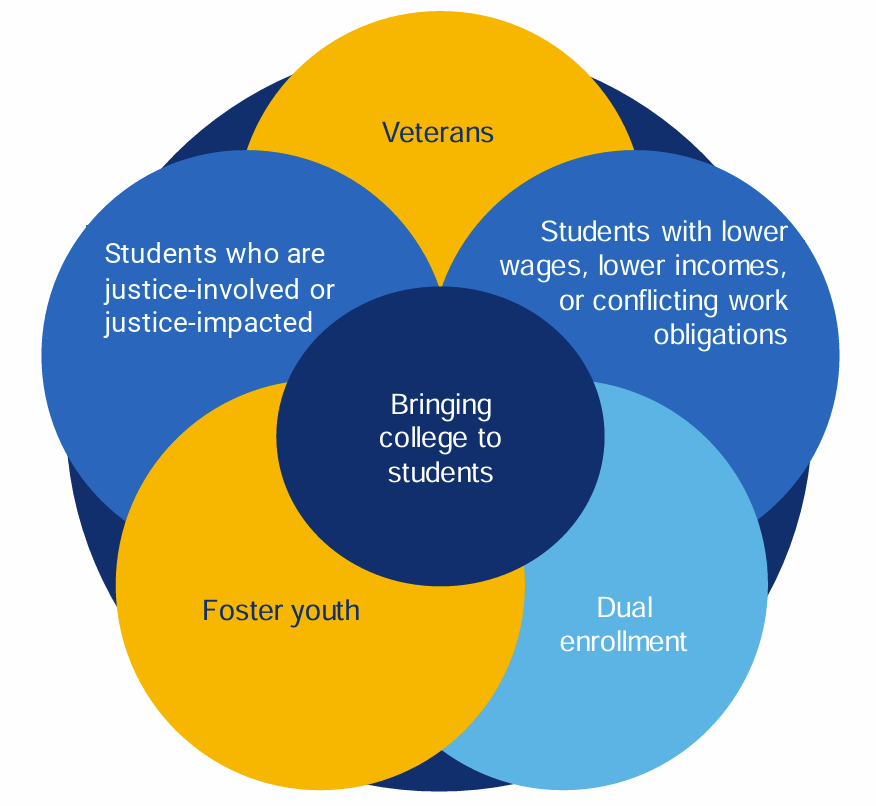 Veterans
Students who are
justice-involved or
justice-impacted
Students with lower
wages, lower incomes,
or conflicting work
obligations
Bringing
college to
students
Foster youth
Dual
enrollment